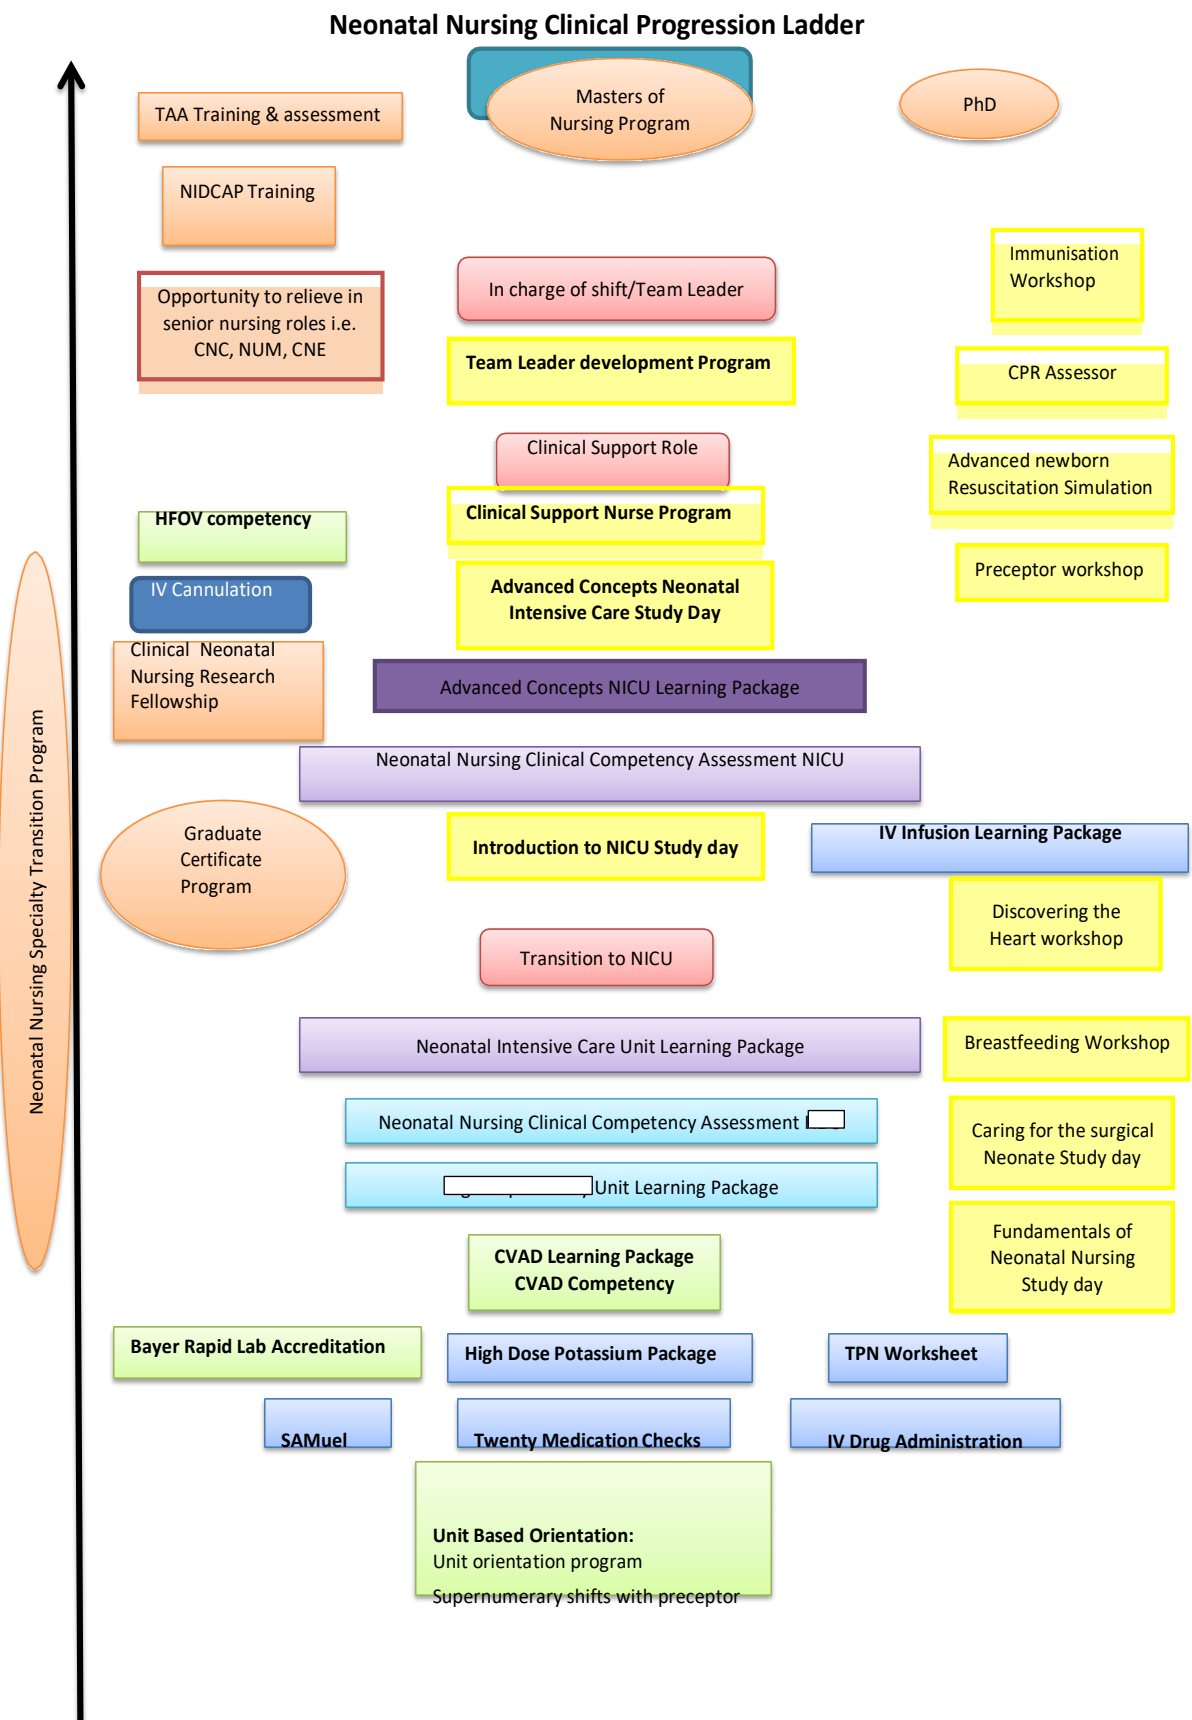 Neonatal Nursing Clinical Progression Ladder
TAA Training & assessment
Masters of
Nursing Program
PhD
NIDCAP Training
Immunisation
Workshop
Opportunity to relieve in
senior nursing roles i.e.
CNC, NUM, CNE
In charge of shift/Team Leader
Team Leader development Program
CPR Assessor
Clinical Support Role
Advanced newborn
Resuscitation Simulation
HFOV competency
Clinical Support Nurse Program
Preceptor workshop
IV Cannulation
Advanced Concepts Neonatal
Intensive Care Study Day
Clinical Neonatal
Nursing Research
Fellowship
Advanced Concepts NICU Learning Package
Neonatal Nursing Specialty Transition Program
Neonatal Nursing Clinical Competency Assessment NICU
Graduate
Certificate
Program
Introduction to NICU Study day
IV Infusion Learning Package
Discovering the
Heart workshop
Transition to NICU
Neonatal Intensive Care Unit Learning Package
Breastfeeding Workshop
Neonatal Nursing Clinical Competency Assessment
Caring for the surgical
Neonate Study day
Unit Learning Package
Fundamentals of
Neonatal Nursing
Study day
CVAD Learning Package
CVAD Competency
Bayer Rapid Lab Accreditation
High Dose Potassium Package
TPN Worksheet
SAMuel
Twenty Medication Checks
IV Drug Administration
Unit Based Orientation:
Unit orientation program
Supernumerary shifts with preceptor